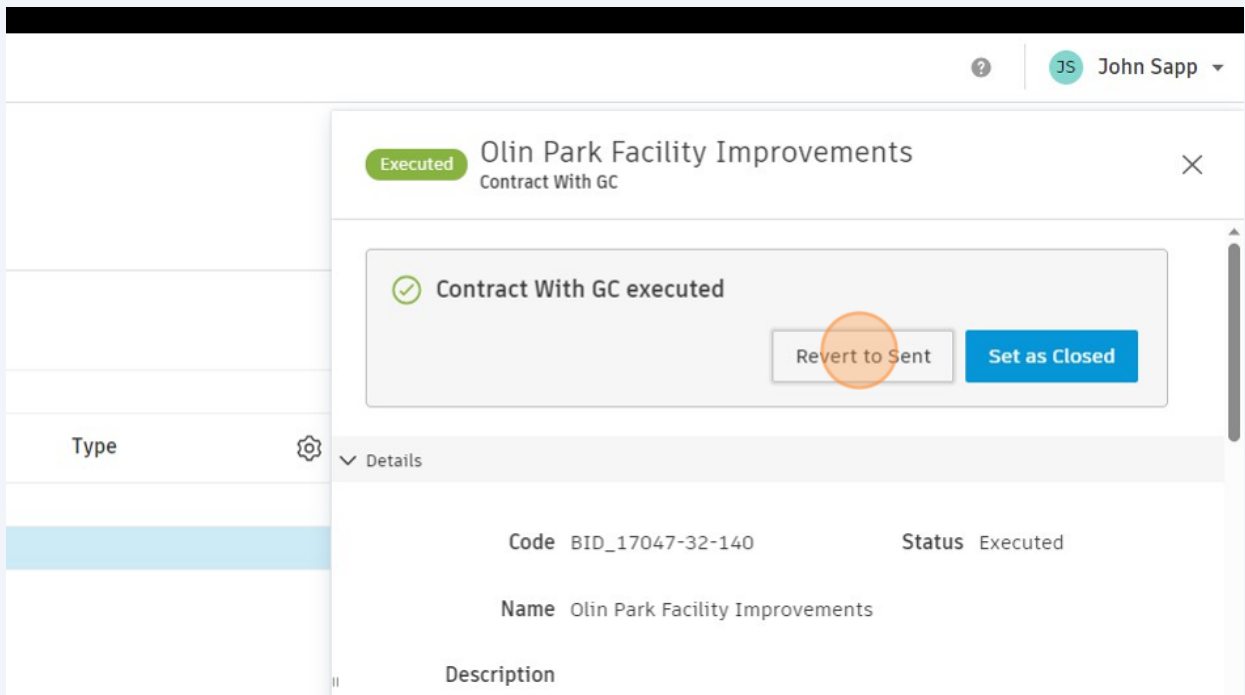 JS John Sapp
Executed Olin Park Facility Improvements
Contract With GC
Contract With GC executed
Revert to Sent Set as Closed
Type
Details
Code BID_17047-32-140 Status Executed
Name Olin Park Facility Improvements
Description